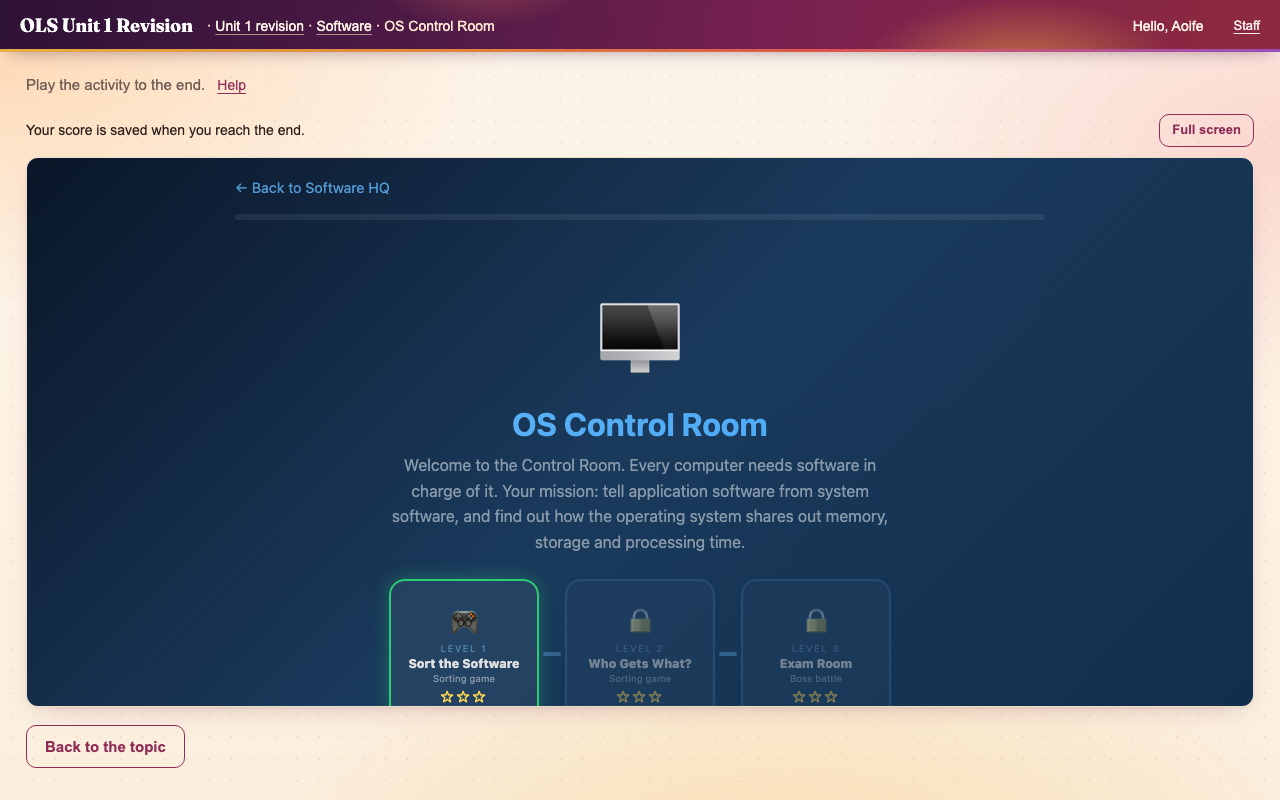 OLS Unit 1 Revision · Unit 1 revision · Software · OS Control Room Hello, Aoife Staff
Play the activity to the end. Help
Your score is saved when you reach the end. Full screen
← Back to Software HQ
OS Control Room
Welcome to the Control Room. Every computer needs software in
charge of it. Your mission: tell application software from system
software, and find out how the operating system shares out memory,
storage and processing time.
LEVEL 1
Sort the Software
Sorting game
LEVEL 2
Who Gets What?
Sorting game
LEVEL 3
Exam Room
Boss battle
Back to the topic